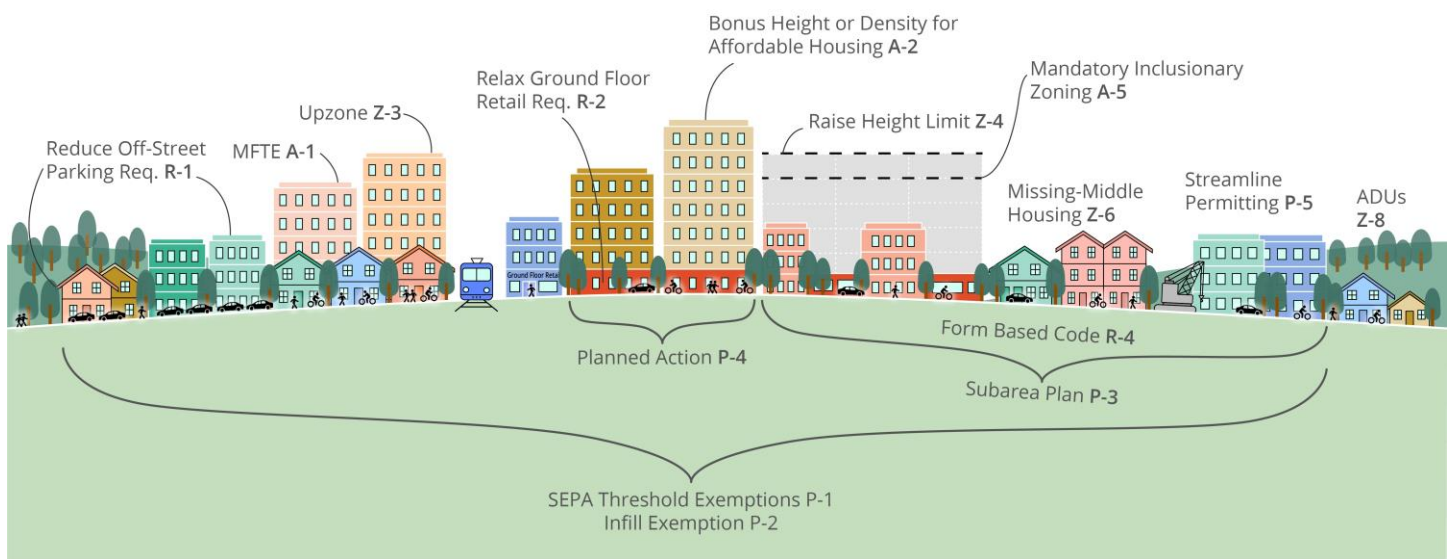 Bonus Height or Density for
Affordable Housing A-2
Mandatory Inclusionary
Zoning A-5
Relax Ground Floor
Retail Req. R-2
Raise Height Limit Z-4
Upzone Z-3
Reduce Off-Street
Parking Req. R-1
MFTE A-1
Missing-Middle
Housing Z-6
Streamline
Permitting P-5
ADUs
Z-8
Ground Floor Retail
Form Based Code R-4
Planned Action P-4
Subarea Plan P-3
SEPA Threshold Exemptions P-1
Infill Exemption P-2